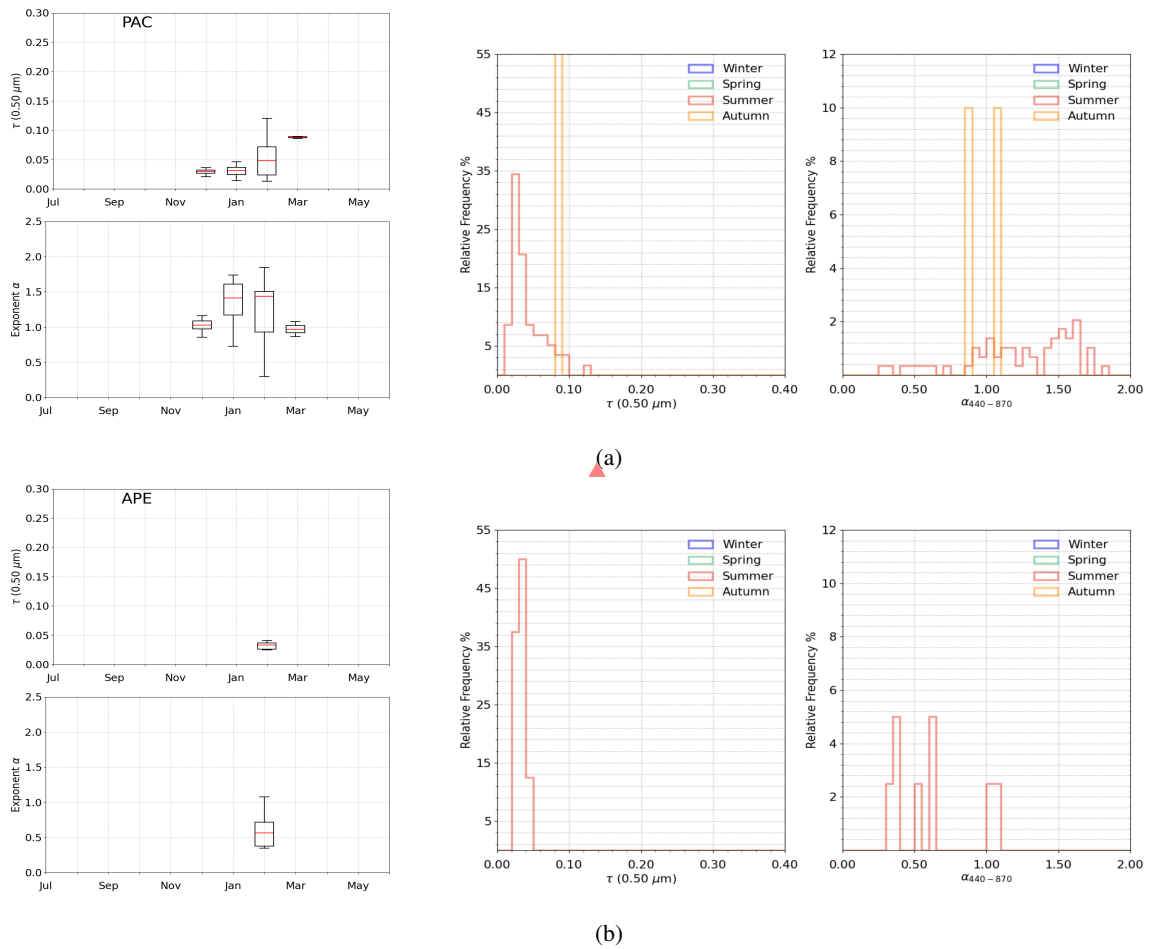 PAC
0.30
0.25
0.20
0.15
0.10
0.05
0.00
τ (0.50 μm)
Jul Sep Nov Jan Mar May
2.5
2.0
1.5
1.0
0.5
0.0
Exponent α
Jul Sep Nov Jan Mar May
55
45
35
25
15
5
Relative Frequency %
Winter
Spring
Summer
Autumn
0.00 0.10 0.20 0.30 0.40
τ (0.50 μm)
12
10
8
6
4
2
Relative Frequency %
Winter
Spring
Summer
Autumn
0.00 0.50 1.00 1.50 2.00
α440−870
(a)
APE
0.30
0.25
0.20
0.15
0.10
0.05
0.00
τ (0.50 μm)
Jul Sep Nov Jan Mar May
2.5
2.0
1.5
1.0
0.5
0.0
Exponent α
Jul Sep Nov Jan Mar May
55
45
35
25
15
5
Relative Frequency %
Winter
Spring
Summer
Autumn
0.00 0.10 0.20 0.30 0.40
τ (0.50 μm)
12
10
8
6
4
2
Relative Frequency %
Winter
Spring
Summer
Autumn
0.00 0.50 1.00 1.50 2.00
α440−870
(b)